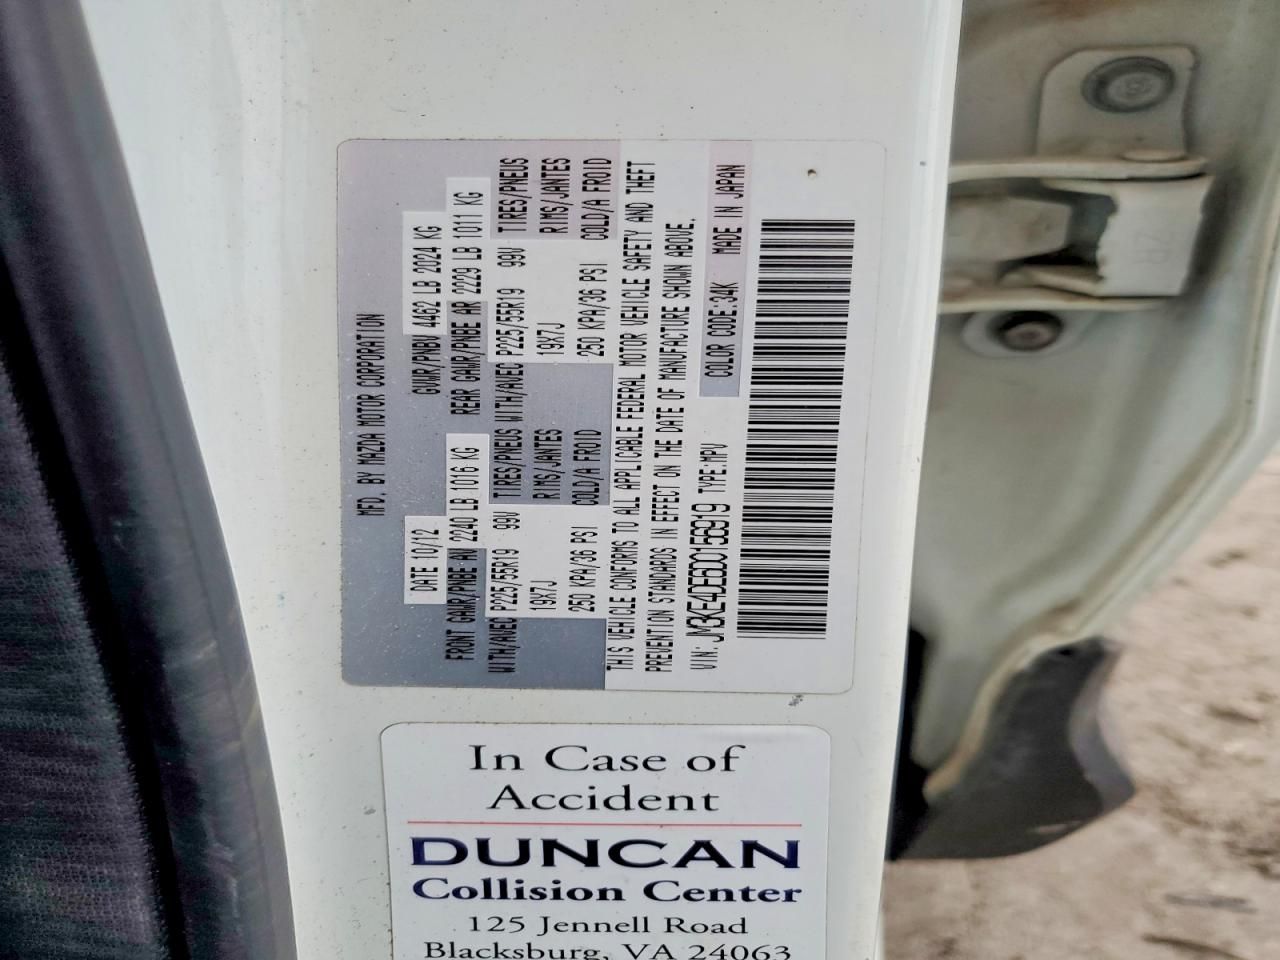 MFD. BY MAZDA MOTOR CORPORATION
DATE 10/12 GVWR/PNBV 4462 LB 2024 KG
FRONT GAWR/PNBE AV 2240 LB 1016 KG REAR GAWR/PNBE AR 2229 LB 1011 KG
WITH/AVEC P225/55R19 99V TIRES/PNEUS WITH/AVEC P225/55R19 99V TIRES/PNEUS
19X7J RIMS/JANTES 19X7J RIMS/JANTES
250 KPA/36 PSI COLD/A FROID 250 KPA/36 PSI COLD/A FROID
THIS VEHICLE CONFORMS TO ALL APPLICABLE FEDERAL MOTOR VEHICLE SAFETY AND THEFT
PREVENTION STANDARDS IN EFFECT ON THE DATE OF MANUFACTURE SHOWN ABOVE.
VIN: JM3KE4DE6D0156919 TYPE:MPV COLOR CODE:34K MADE IN JAPAN
In Case of
Accident
DUNCAN
Collision Center
125 Jennell Road
Blacksburg, VA 24063